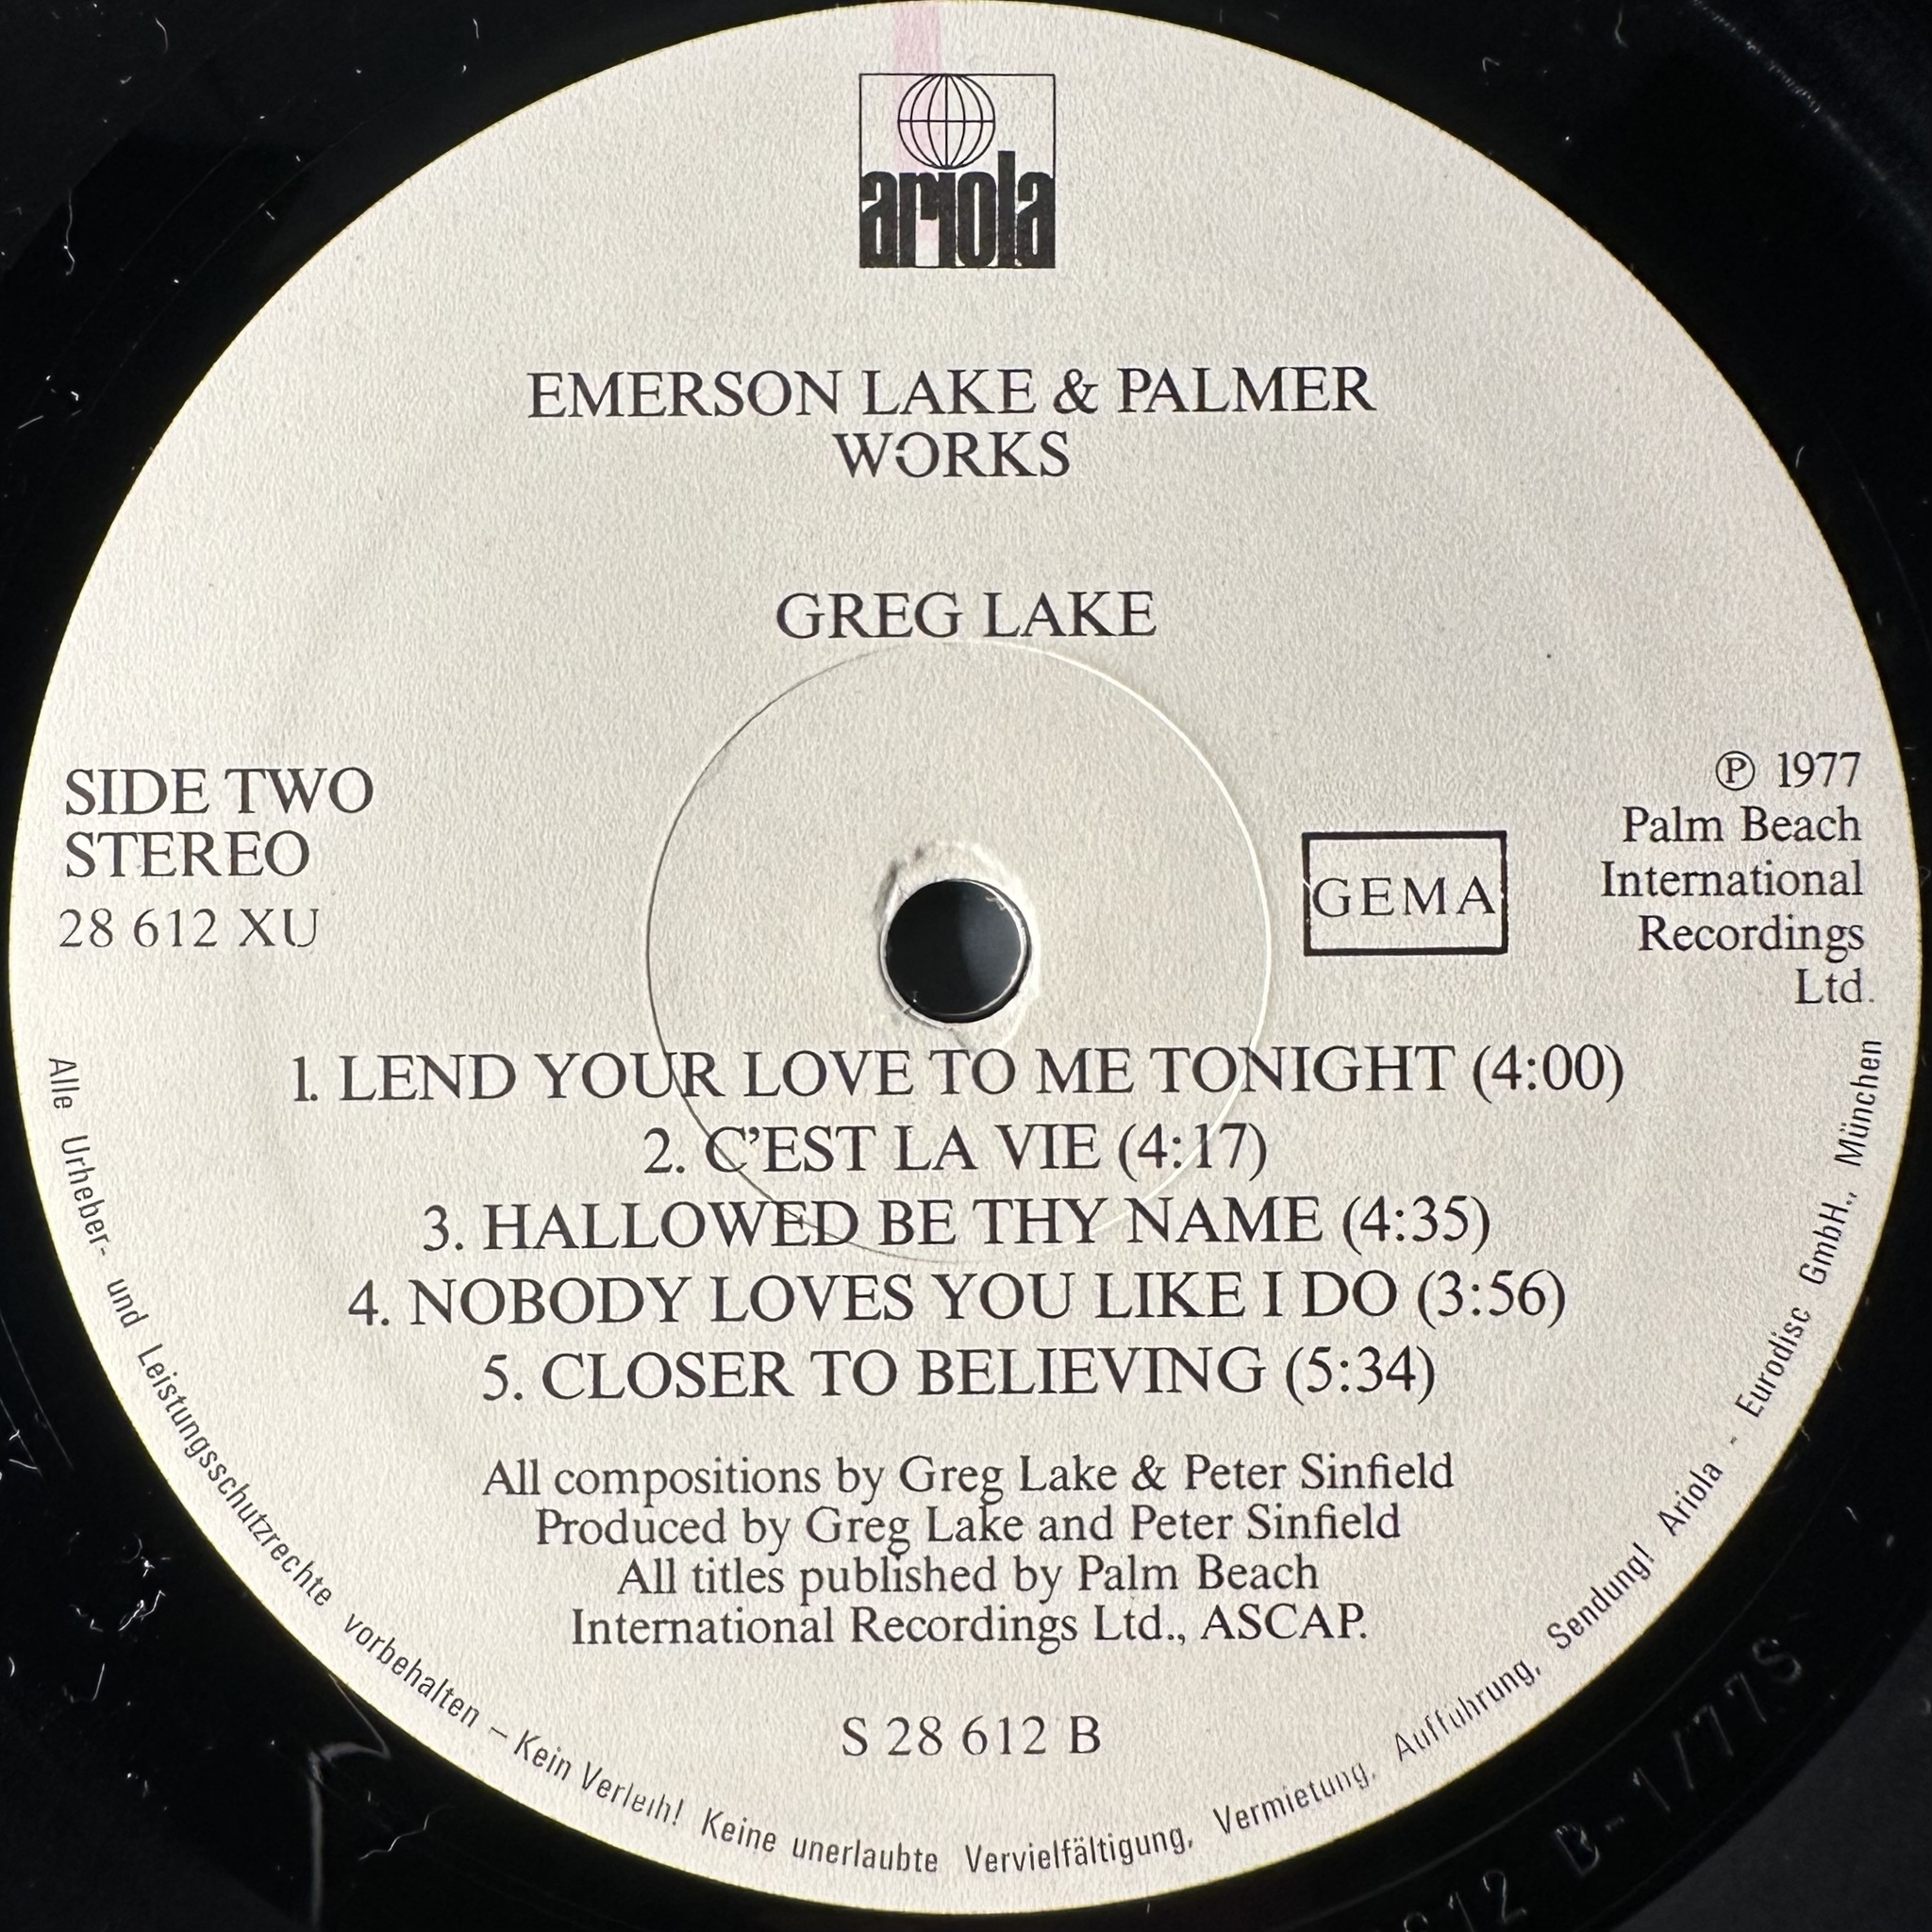 ariola
EMERSON LAKE & PALMER
WORKS
GREG LAKE
SIDE TWO
STEREO
28 612 XU
GEMA
Ⓟ 1977
Palm Beach
International
Recordings
Ltd.
1. LEND YOUR LOVE TO ME TONIGHT (4:00)
2. C’EST LA VIE (4:17)
3. HALLOWED BE THY NAME (4:35)
4. NOBODY LOVES YOU LIKE I DO (3:56)
5. CLOSER TO BELIEVING (5:34)
All compositions by Greg Lake & Peter Sinfield
Produced by Greg Lake and Peter Sinfield
All titles published by Palm Beach
International Recordings Ltd., ASCAP.
S 28 612 B
Alle Urheber- und Leistungsschutzrechte vorbehalten – Kein Verleih! Keine unerlaubte Vervielfältigung, Vermietung, Aufführung, Sendung! Ariola - Eurodisc GmbH., München
612 B-1/77S